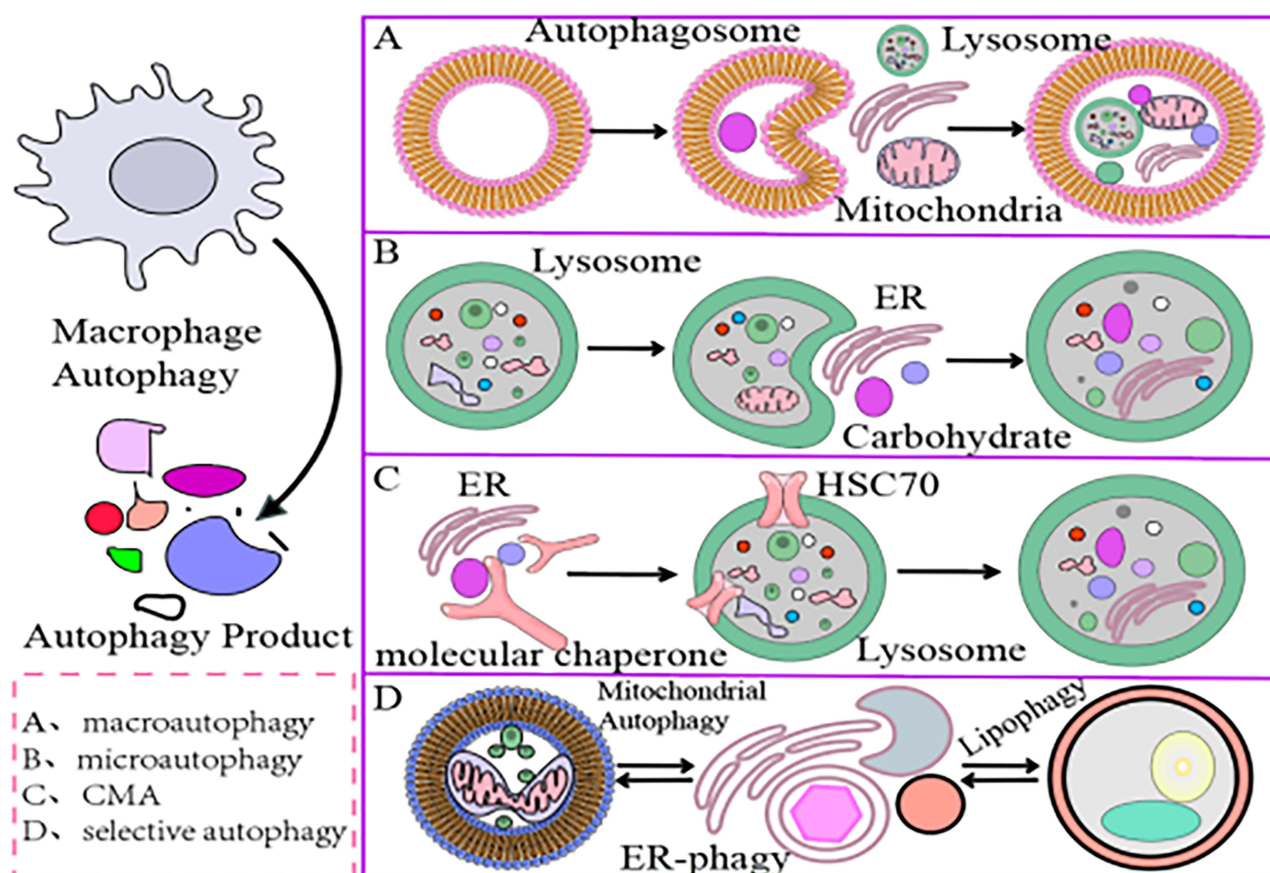 Macrophage
Autophagy
Autophagy Product
A、 macroautophagy
B、 microautophagy
C、 CMA
D、 selective autophagy
A
Autophagosome
Lysosome
Mitochondria
B
Lysosome
ER
Carbohydrate
C
ER
HSC70
molecular chaperone
Lysosome
D
Mitochondrial
Autophagy
Lipophagy
ER-phagy